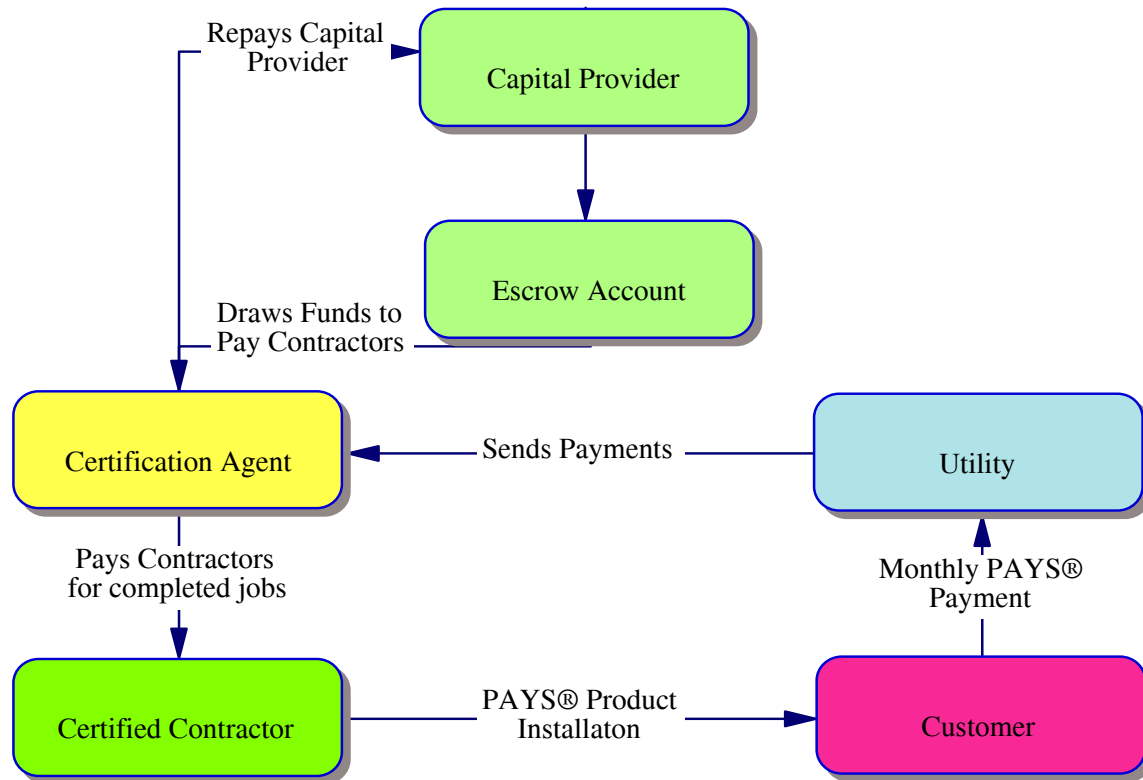 Repays Capital
Provider
Capital Provider
Escrow Account
Draws Funds to
Pay Contractors
Certification Agent
Sends Payments
Utility
Pays Contractors
for completed jobs
Monthly PAYS®
Payment
Certified Contractor
PAYS® Product
Installaton
Customer